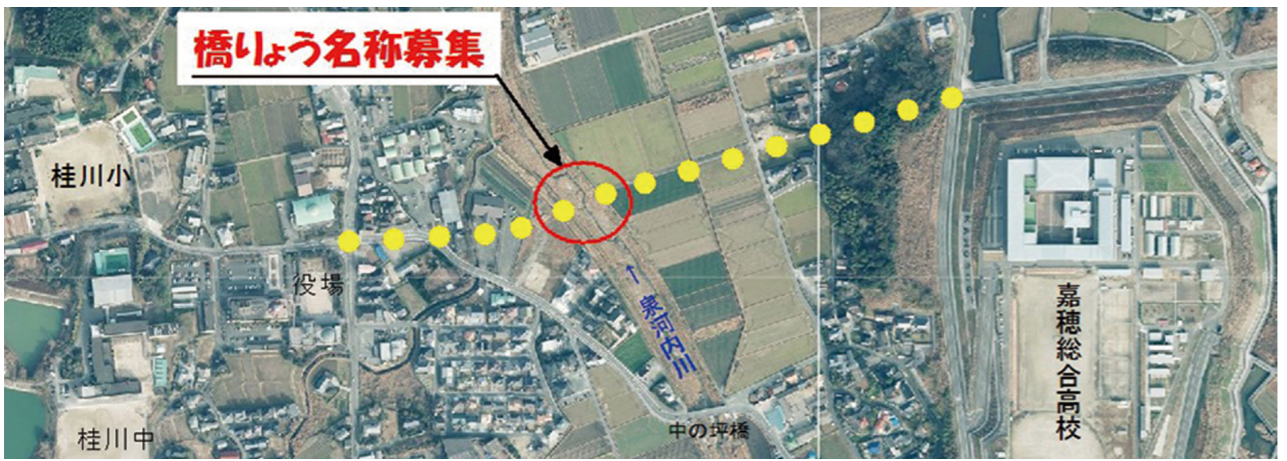 橋りょう名称募集
桂川小
役場
↑泉河内川
嘉穂総合高校
中の坪橋
桂川中